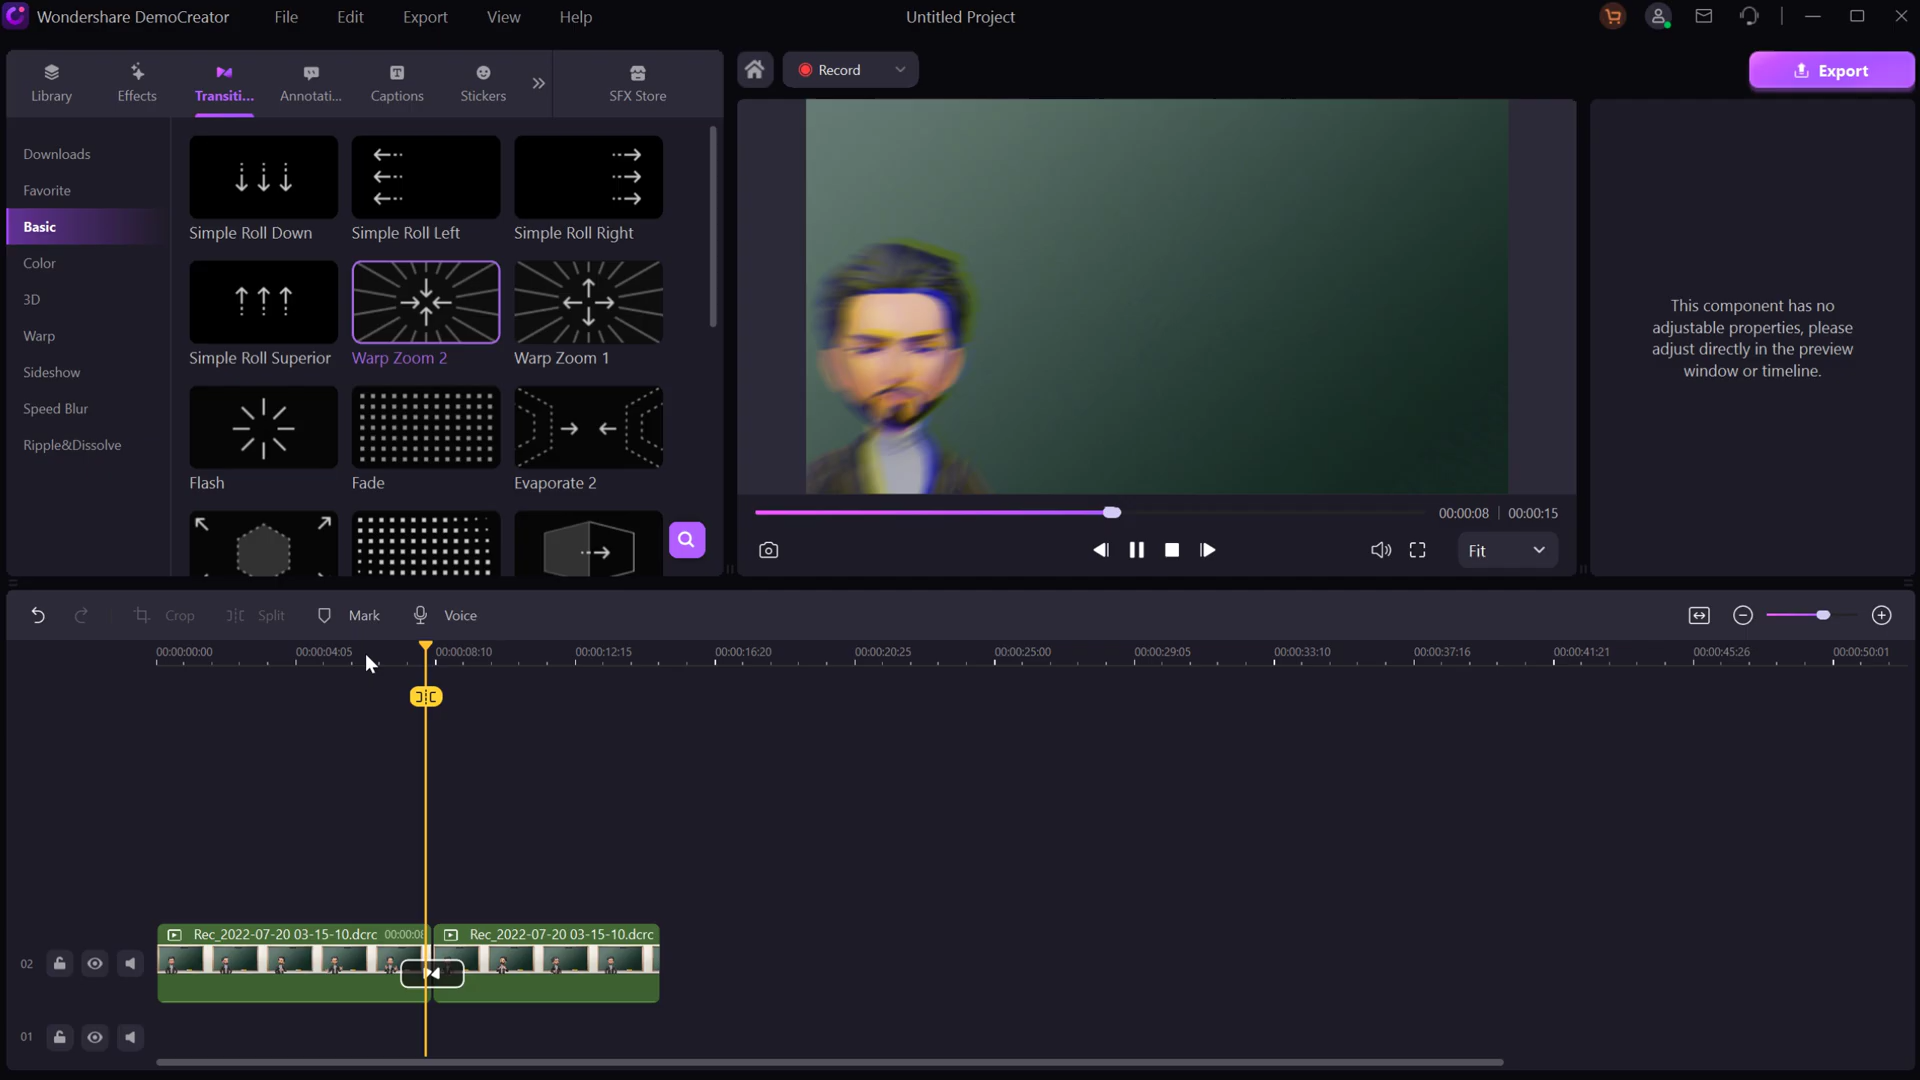 Wondershare DemoCreator File Edit Export View Help Untitled Project
Library Effects Transiti... Annotati... Captions Stickers SFX Store
Record
Export
Downloads
Favorite
Basic
Color
3D
Warp
Sideshow
Speed Blur
Ripple&Dissolve
Simple Roll Down Simple Roll Left Simple Roll Right
Simple Roll Superior Warp Zoom 2 Warp Zoom 1
Flash Fade Evaporate 2
This component has no
adjustable properties, please
adjust directly in the preview
window or timeline.
00:00:08 | 00:00:15
Fit
Crop Split Mark Voice
00:00:00:00 00:00:04:05 00:00:08:10 00:00:12:15 00:00:16:20 00:00:20:25 00:00:25:00 00:00:29:05 00:00:33:10 00:00:37:16 00:00:41:21 00:00:45:26 00:00:50:01
Rec_2022-07-20 03-15-10.dcrc 00:00:08 Rec_2022-07-20 03-15-10.dcrc
02
01